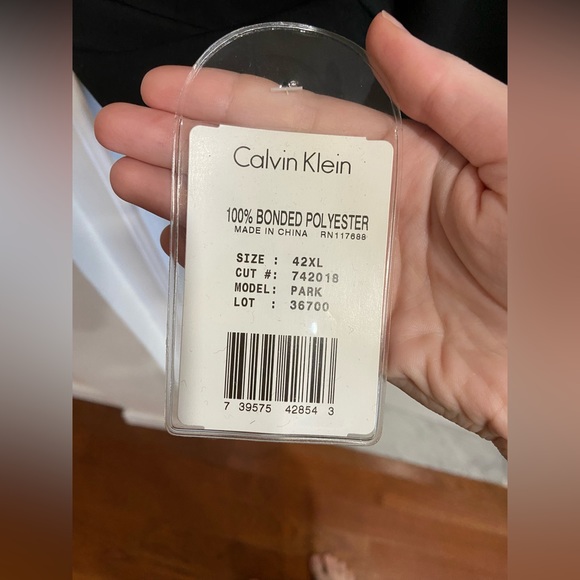 Calvin Klein
100% BONDED POLYESTER
MADE IN CHINA RN117688
SIZE : 42XL
CUT #: 742018
MODEL: PARK
LOT : 36700
7 39575 42854 3